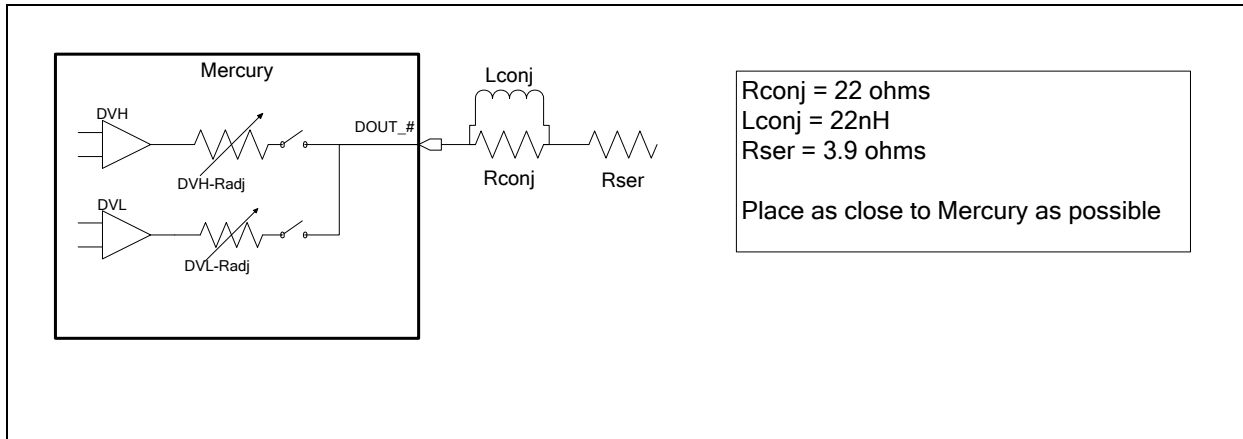 Mercury
DVH
DVH-Radj
DVL
DVL-Radj
DOUT_#
Lconj
Rconj
Rser
Rconj = 22 ohms
Lconj = 22nH
Rser = 3.9 ohms
Place as close to Mercury as possible